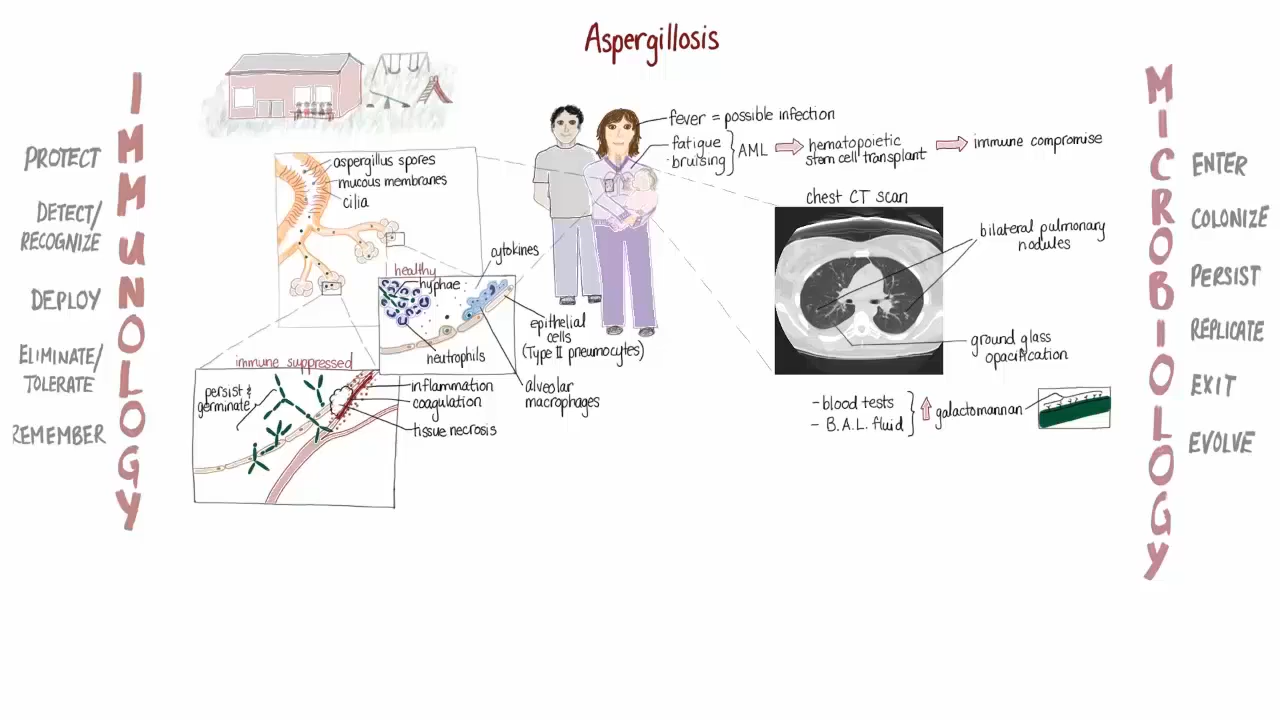 Aspergillosis
IMMUNOLOGY
PROTECT
DETECT/
RECOGNIZE
DEPLOY
ELIMINATE/
TOLERATE
REMEMBER
aspergillus spores
mucous membranes
cilia
healthy
hyphae
cytokines
neutrophils
epithelial
cells
(Type II pneumocytes)
alveolar
macrophages
immune suppressed
persist &
germinate
inflammation
coagulation
tissue necrosis
fever = possible infection
fatigue
bruising
AML
hematopoietic
stem cell transplant
immune compromise
chest CT scan
bilateral pulmonary
nodules
ground glass
opacification
- blood tests
- B.A.L. fluid
galactomannan
MICROBIOLOGY
ENTER
COLONIZE
PERSIST
REPLICATE
EXIT
EVOLVE